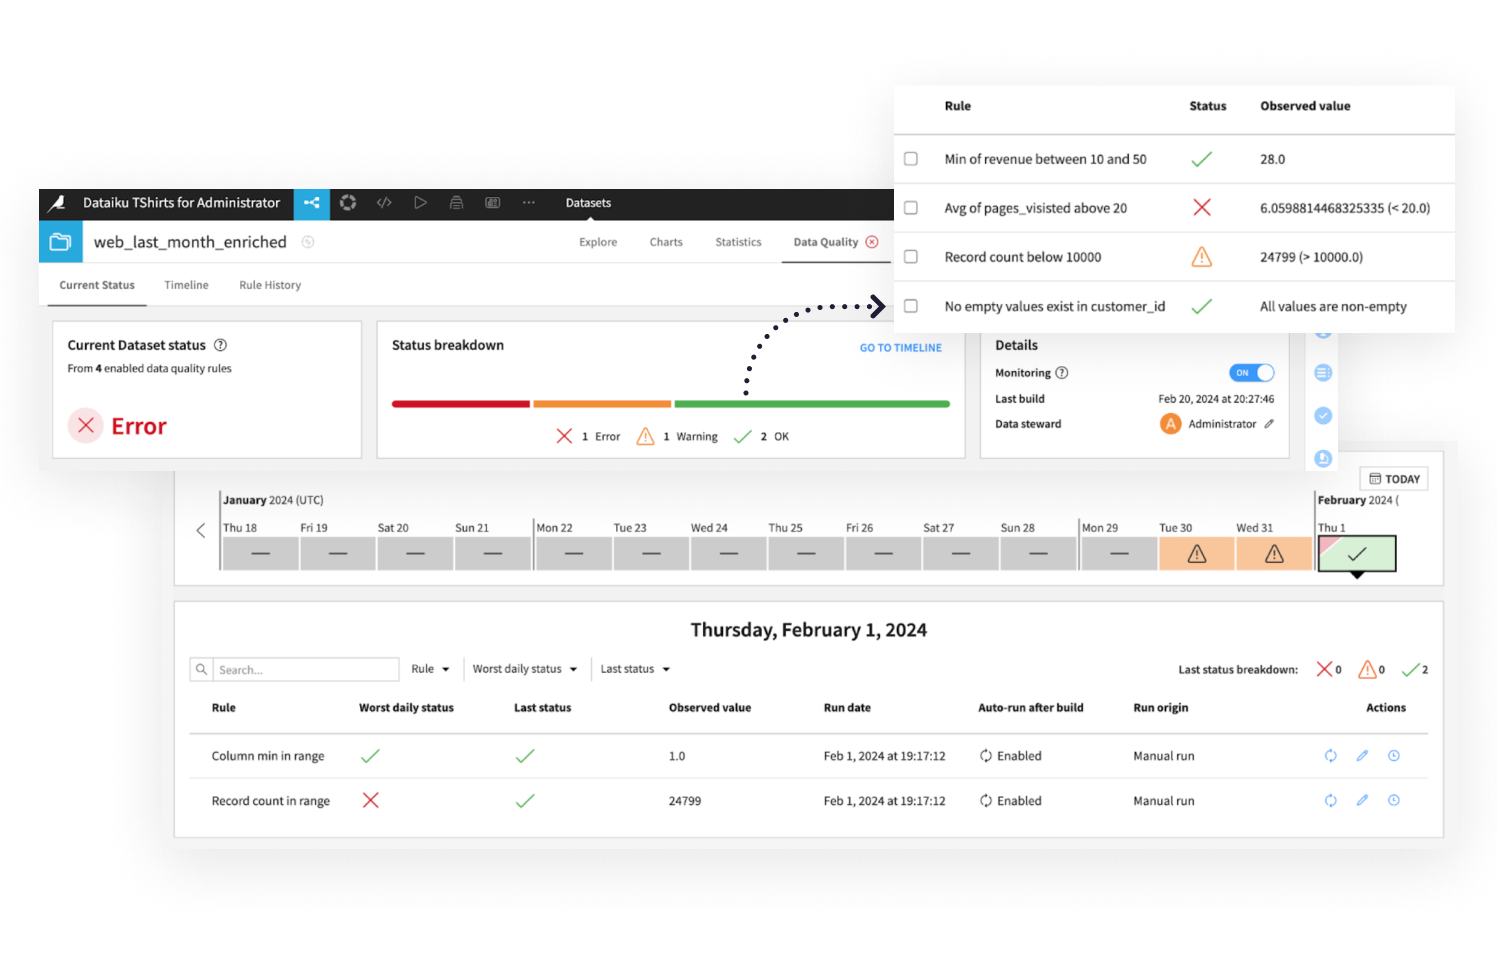 Rule Status Observed value
Min of revenue between 10 and 50 28.0
Avg of pages_visisted above 20 6.0598814468325335 (< 20.0)
Record count below 10000 24799 (> 10000.0)
No empty values exist in customer_id All values are non-empty
Dataiku TShirts for Administrator Datasets
web_last_month_enriched Explore Charts Statistics Data Quality
Current Status Timeline Rule History
Current Dataset status ?
From 4 enabled data quality rules
Error
Status breakdown GO TO TIMELINE
1 Error 1 Warning 2 OK
Details
Monitoring ? ON
Last build Feb 20, 2024 at 20:27:46
Data steward A Administrator
TODAY
January 2024 (UTC) February 2024 (
Thu 18 Fri 19 Sat 20 Sun 21 Mon 22 Tue 23 Wed 24 Thu 25 Fri 26 Sat 27 Sun 28 Mon 29 Tue 30 Wed 31 Thu 1
Thursday, February 1, 2024
Search... Rule Worst daily status Last status Last status breakdown: 0 0 2
Rule Worst daily status Last status Observed value Run date Auto-run after build Run origin Actions
Column min in range 1.0 Feb 1, 2024 at 19:17:12 Enabled Manual run
Record count in range 24799 Feb 1, 2024 at 19:17:12 Enabled Manual run